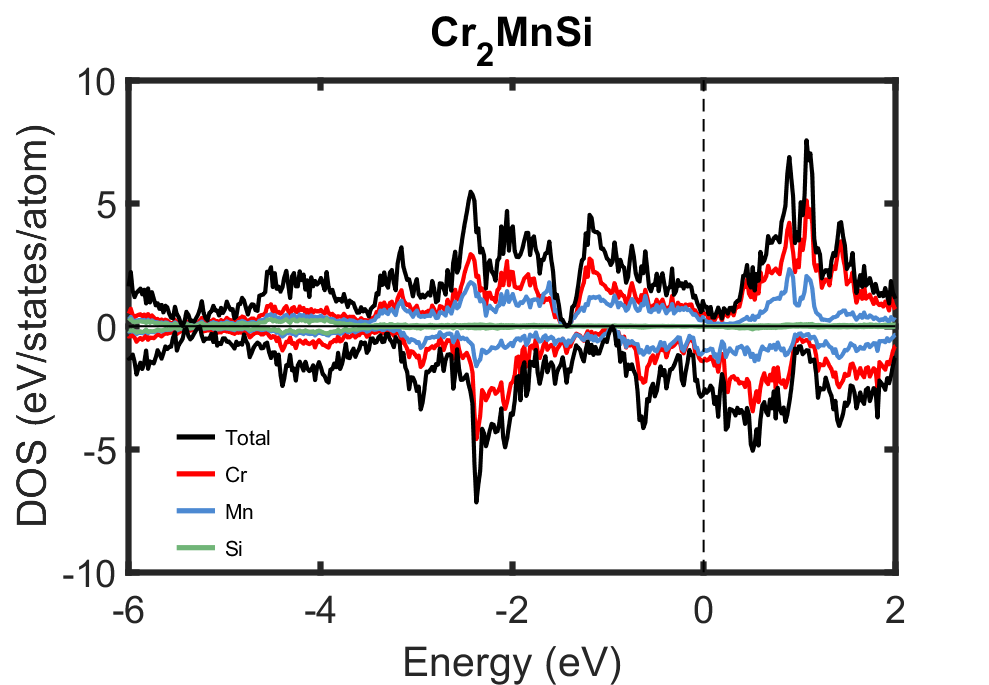 Cr2MnSi
10
5
0
-5
-10
DOS (eV/states/atom)
Total
Cr
Mn
Si
-6 -4 -2 0 2
Energy (eV)